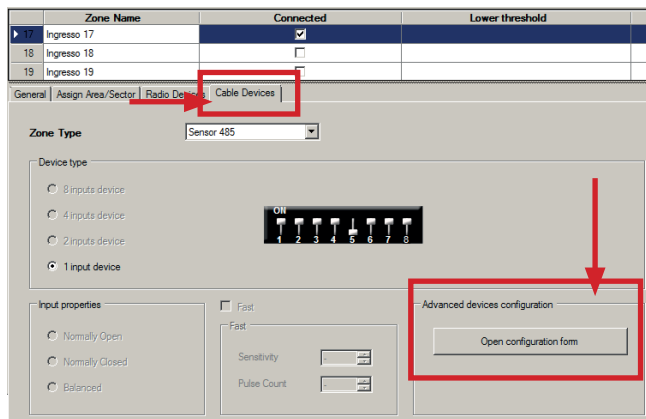 Zone Name Connected Lower threshold
17 Ingresso 17
18 Ingresso 18
19 Ingresso 19
General Assign Area/Sector Radio Devices Cable Devices
Zone Type Sensor 485
Device type
8 inputs device
4 inputs device
2 inputs device
1 input device
ON
1 2 3 4 5 6 7 8
Input properties
Normally Open
Normally Closed
Balanced
Fast
Fast
Sensitivity -
Pulse Count -
Advanced devices configuration
Open configuration form